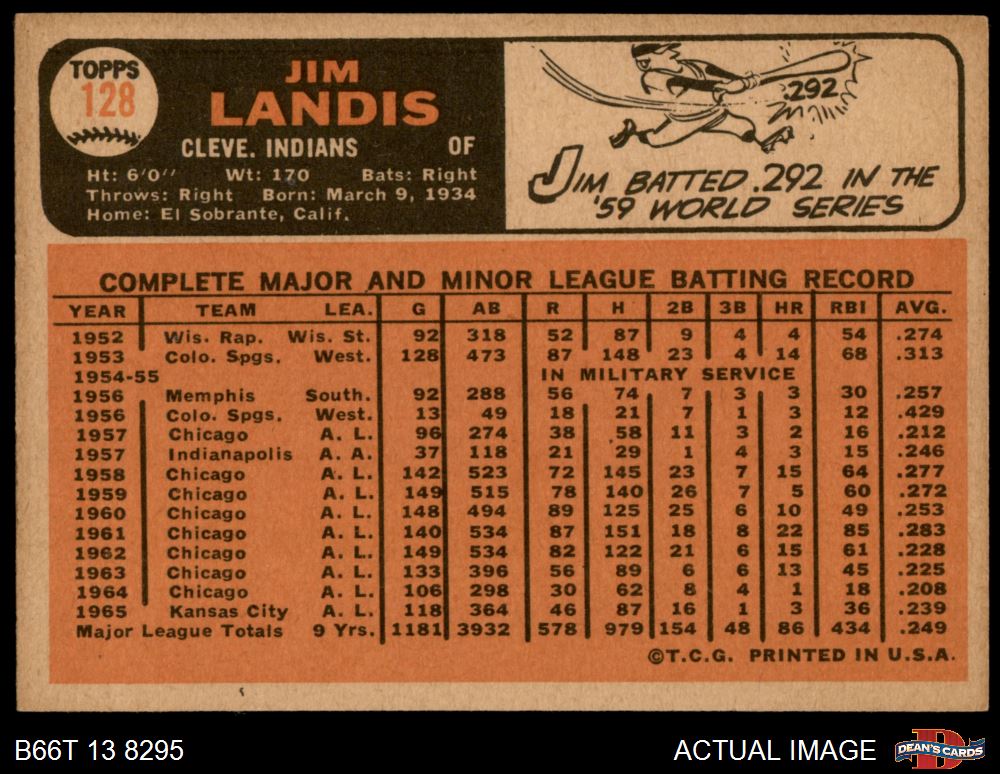 TOPPS
128
JIM
LANDIS
CLEVE. INDIANS OF
Ht: 6'0" Wt: 170 Bats: Right
Throws: Right Born: March 9, 1934
Home: El Sobrante, Calif.
.292
JIM BATTED .292 IN THE
'59 WORLD SERIES
COMPLETE MAJOR AND MINOR LEAGUE BATTING RECORD
YEAR TEAM LEA. G AB R H 2B 3B HR RBI AVG.
1952 Wis. Rap. Wis. St. 92 318 52 87 9 4 4 54 .274
1953 Colo. Spgs. West. 128 473 87 148 23 4 14 68 .313
1954-55 IN MILITARY SERVICE
1956 Memphis South. 92 288 56 74 7 3 3 30 .257
1956 Colo. Spgs. West. 13 49 18 21 7 1 3 12 .429
1957 Chicago A. L. 96 274 38 58 11 3 2 16 .212
1957 Indianapolis A. A. 37 118 21 29 1 4 3 15 .246
1958 Chicago A. L. 142 523 72 145 23 7 15 64 .277
1959 Chicago A. L. 149 515 78 140 26 7 5 60 .272
1960 Chicago A. L. 148 494 89 125 25 6 10 49 .253
1961 Chicago A. L. 140 534 87 151 18 8 22 85 .283
1962 Chicago A. L. 149 534 82 122 21 6 15 61 .228
1963 Chicago A. L. 133 396 56 89 6 6 13 45 .225
1964 Chicago A. L. 106 298 30 62 8 4 1 18 .208
1965 Kansas City A. L. 118 364 46 87 16 1 3 36 .239
Major League Totals 9 Yrs. 1181 3932 578 979 154 48 86 434 .249
©T.C.G. PRINTED IN U.S.A.
B66T 13 8295
ACTUAL IMAGE
DEAN'S CARDS